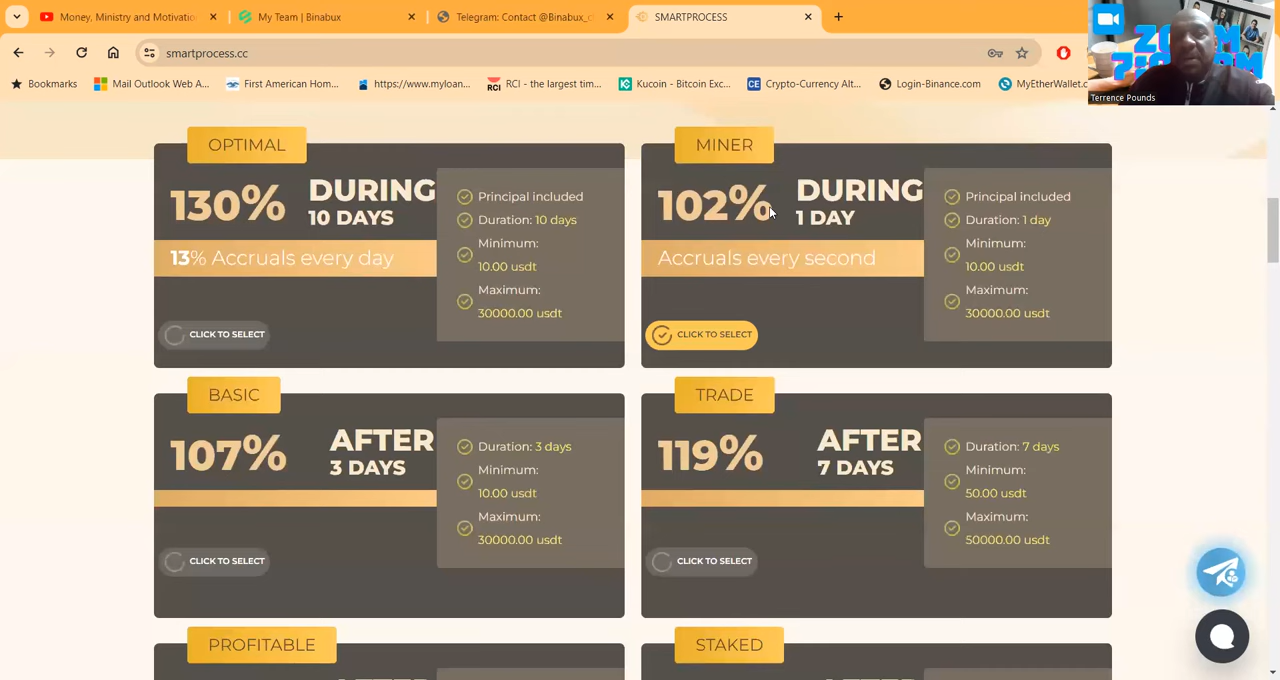 Money, Ministry and Motivation
My Team | Binabux
Telegram: Contact @Binabux_c
SMARTPROCESS
smartprocess.cc
Bookmarks
Mail Outlook Web A...
First American Hom...
https://www.myloan...
RCI - the largest tim...
Kucoin - Bitcoin Exc...
Crypto-Currency Alt...
Login-Binance.com
MyEtherWallet.c
Terrence Pounds
OPTIMAL
130%
DURING
10 DAYS
13% Accruals every day
Principal included
Duration: 10 days
Minimum:
10.00 usdt
Maximum:
30000.00 usdt
CLICK TO SELECT
MINER
102%
DURING
1 DAY
Accruals every second
Principal included
Duration: 1 day
Minimum:
10.00 usdt
Maximum:
30000.00 usdt
CLICK TO SELECT
BASIC
107%
AFTER
3 DAYS
Duration: 3 days
Minimum:
10.00 usdt
Maximum:
30000.00 usdt
CLICK TO SELECT
TRADE
119%
AFTER
7 DAYS
Duration: 7 days
Minimum:
50.00 usdt
Maximum:
50000.00 usdt
CLICK TO SELECT
PROFITABLE
STAKED